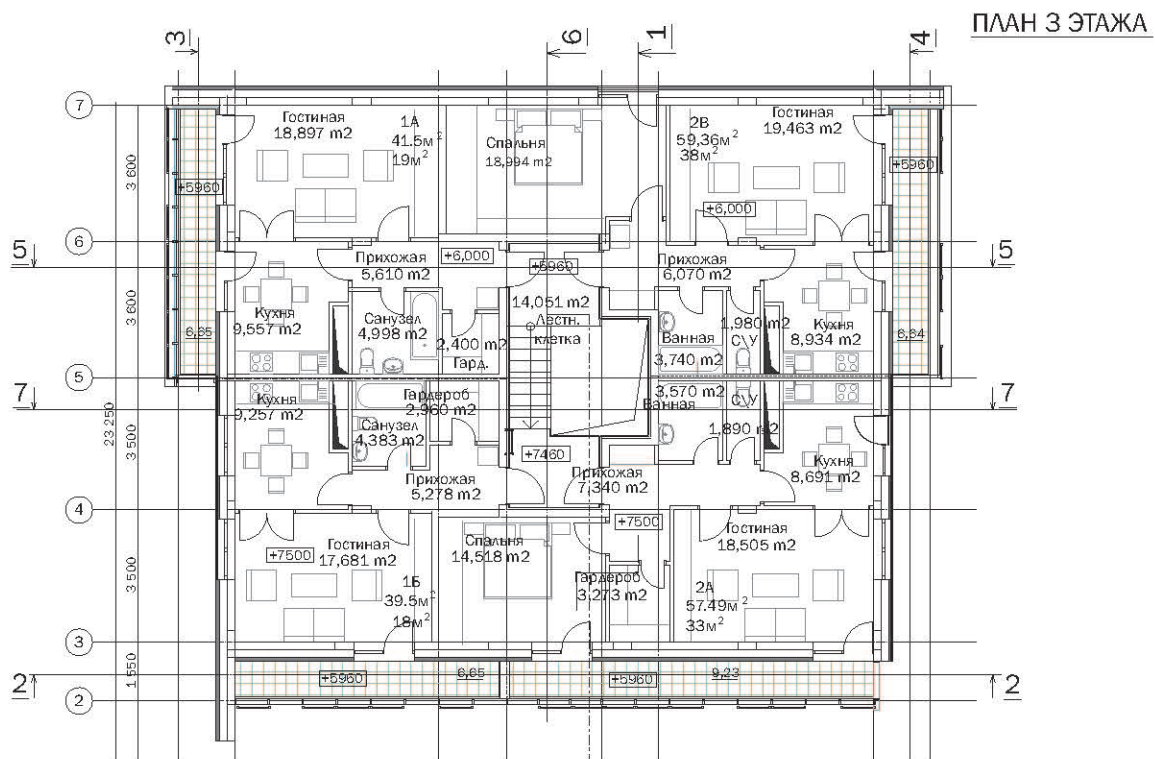 ПЛАН 3 ЭТАЖА
3
6
1
4
7
Гостиная
18,897 m2
1А
41.5м²
19м²
Спальня
18,994 m2
2В
59,36м²
38м²
Гостиная
19,463 m2
3 600
+5960
+5960
+6,000
6
5
Прихожая
5,610 m2
+6,000
+5960
Прихожая
6,070 m2
5
3 600
Кухня
9,557 m2
Санузел
4,998 m2
2,400 m2
Гард.
14,051 m2
Лестн.
клетка
Ванная
3,740 m2
1,980 m2
С\У
Кухня
8,934 m2
6,65
6,64
5
7
Кухня
9,257 m2
Гардероб
2,960 m2
Санузел
4,383 m2
3,570 m2
Ванная
С\У
1,890 m2
7
23 250
3 500
+7460
Прихожая
5,278 m2
Прихожая
7,340 m2
Кухня
8,691 m2
4
+7500
Гостиная
17,681 m2
+7500
Спальня
14,518 m2
+7500
Гостиная
18,505 m2
3 500
1Б
39.5м²
18м²
Гардероб
3,273 m2
2А
57.49м²
33м²
3
1 550
2
+5960
6,65
+5960
9,23
2
2